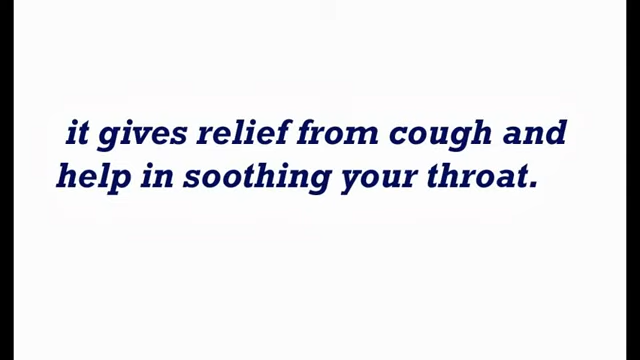 it gives relief from cough and
help in soothing your throat.